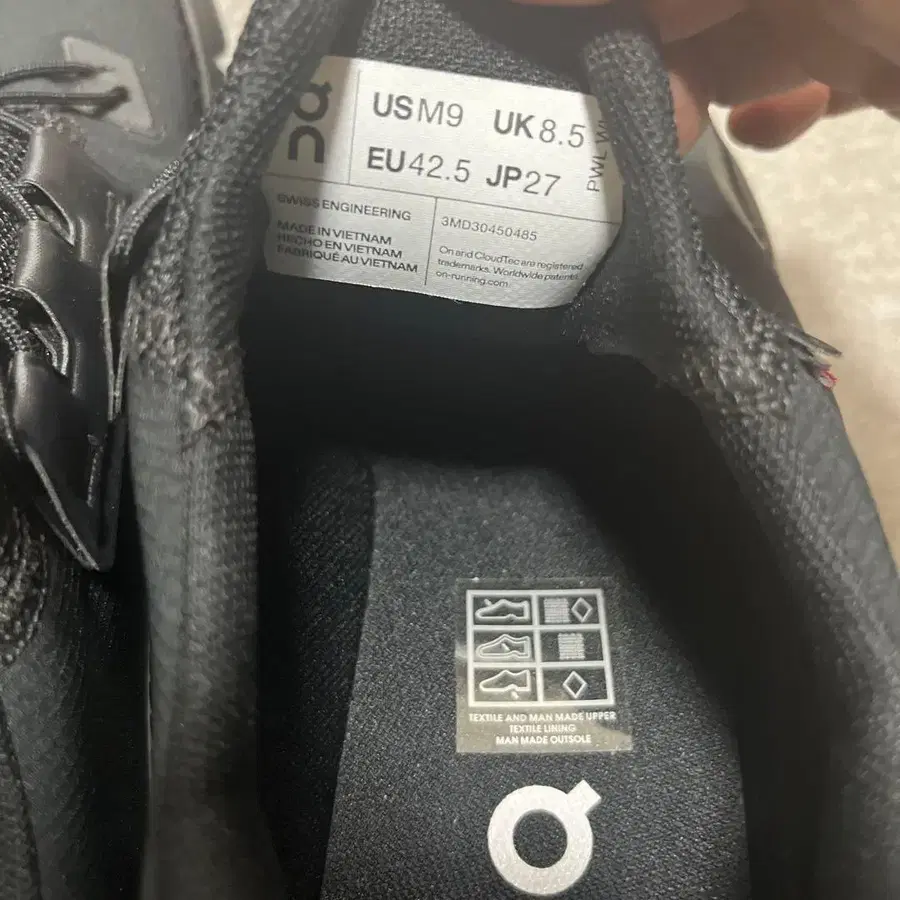 US M9 UK 8.5
EU 42.5 JP 27
SWISS ENGINEERING
MADE IN VIETNAM
HECHO EN VIETNAM
FABRIQUÉ AU VIETNAM
3MD30450485
On and CloudTec are registered
trademarks. Worldwide patents
on-running.com
PWL
TEXTILE AND MAN MADE UPPER
TEXTILE LINING
MAN MADE OUTSOLE